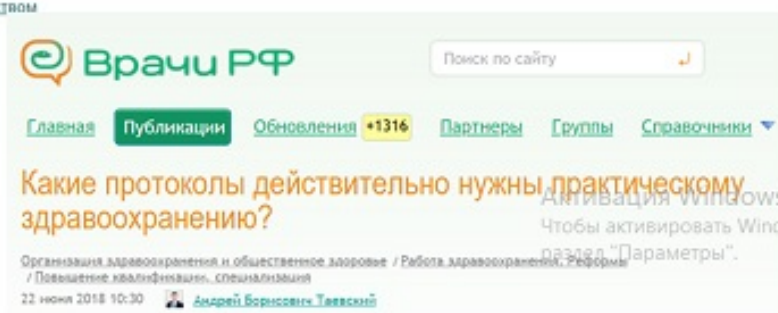 ством
Врачи РФ
Поиск по сайту
Главная Публикации Обновления +1316 Партнеры Группы Справочники
Какие протоколы действительно нужны практическому
здравоохранению?
Активация Windows
Чтобы активировать Wind
раздел "Параметры".
Организация здравоохранения и общественное здоровье / Работа здравоохранения. Реформы
/ Повышение квалификации, специализация
22 июня 2018 10:30 Андрей Борисович Таевский